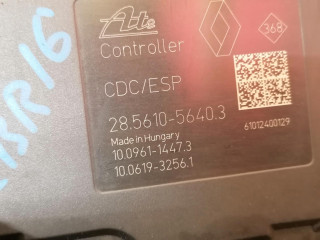 Ate
368
Controller
CDC/ESP
28.5610-5640.3
61012400129
Made in Hungary
10.0961-1447.3
10.0619-3256.1